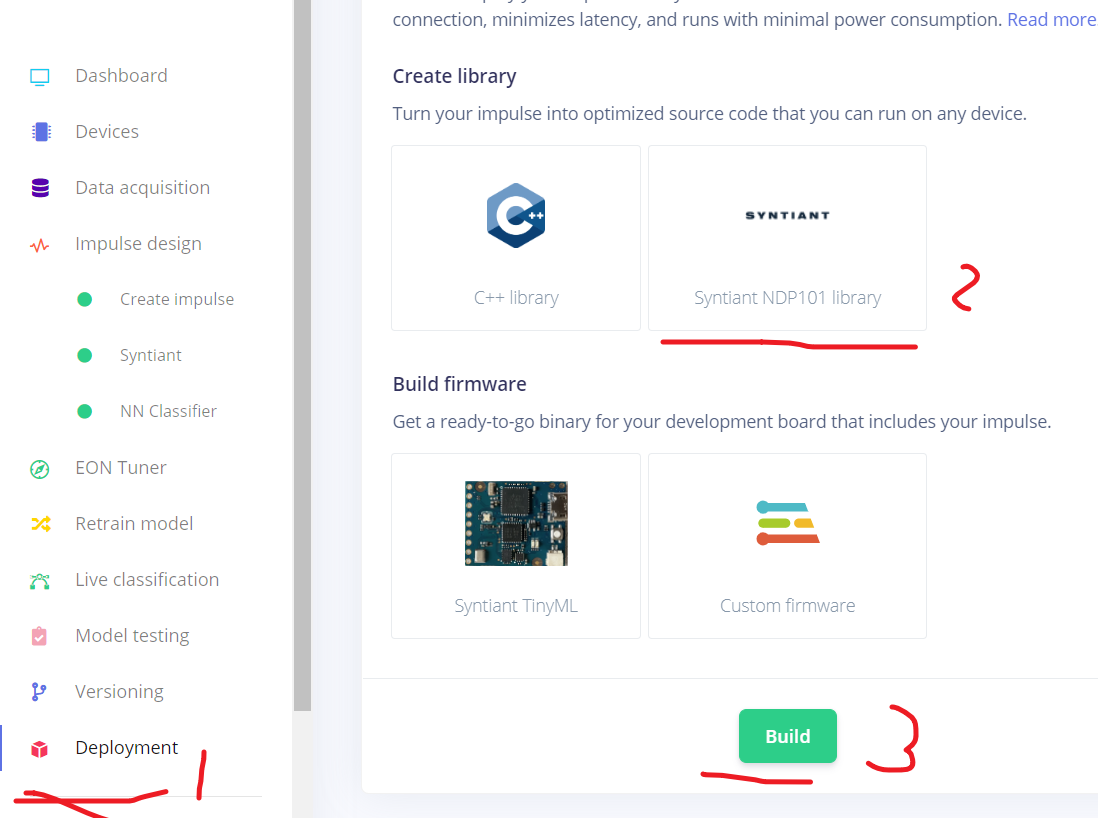 Dashboard
Devices
Data acquisition
Impulse design
Create impulse
Syntiant
NN Classifier
EON Tuner
Retrain model
Live classification
Model testing
Versioning
Deployment
1
connection, minimizes latency, and runs with minimal power consumption. Read more
Create library
Turn your impulse into optimized source code that you can run on any device.
C++
SYNTIANT
C++ library
Syntiant NDP101 library
2
Build firmware
Get a ready-to-go binary for your development board that includes your impulse.
Syntiant TinyML
Custom firmware
Build
3